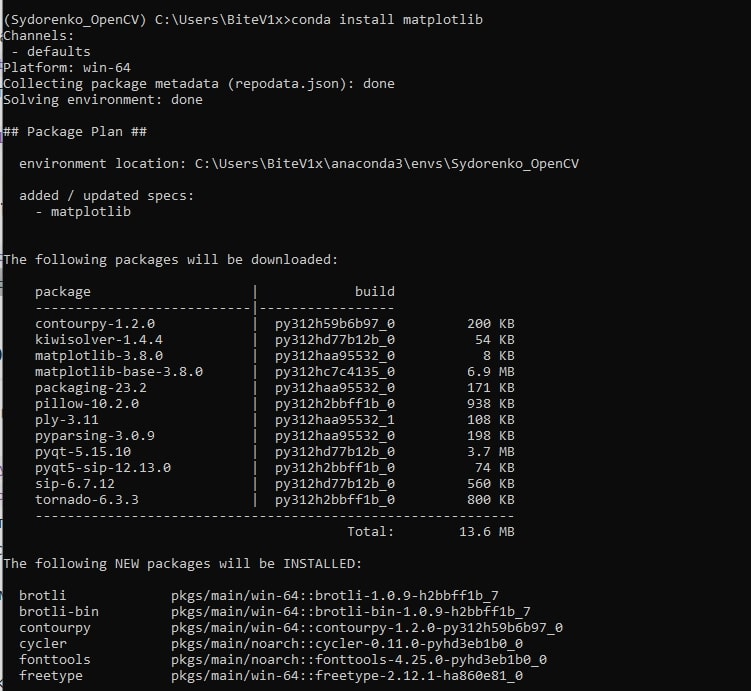 (Sydorenko_OpenCV) C:\Users\BiteV1x>conda install matplotlib
Channels:
 - defaults
Platform: win-64
Collecting package metadata (repodata.json): done
Solving environment: done

## Package Plan ##

  environment location: C:\Users\BiteV1x\anaconda3\envs\Sydorenko_OpenCV

  added / updated specs:
    - matplotlib


The following packages will be downloaded:

    package                    |            build
    ---------------------------|-----------------
    contourpy-1.2.0            |  py312h59b6b97_0         200 KB
    kiwisolver-1.4.4           |  py312hd77b12b_0          54 KB
    matplotlib-3.8.0           |  py312haa95532_0           8 KB
    matplotlib-base-3.8.0      |  py312hc7c4135_0         6.9 MB
    packaging-23.2             |  py312haa95532_0         171 KB
    pillow-10.2.0              |  py312h2bbff1b_0         938 KB
    ply-3.11                   |  py312haa95532_1         108 KB
    pyparsing-3.0.9            |  py312haa95532_0         198 KB
    pyqt-5.15.10               |  py312hd77b12b_0         3.7 MB
    pyqt5-sip-12.13.0          |  py312h2bbff1b_0          74 KB
    sip-6.7.12                 |  py312hd77b12b_0         560 KB
    tornado-6.3.3              |  py312h2bbff1b_0         800 KB
    ------------------------------------------------------------
                                           Total:        13.6 MB

The following NEW packages will be INSTALLED:

  brotli             pkgs/main/win-64::brotli-1.0.9-h2bbff1b_7
  brotli-bin         pkgs/main/win-64::brotli-bin-1.0.9-h2bbff1b_7
  contourpy          pkgs/main/win-64::contourpy-1.2.0-py312h59b6b97_0
  cycler             pkgs/main/noarch::cycler-0.11.0-pyhd3eb1b0_0
  fonttools          pkgs/main/noarch::fonttools-4.25.0-pyhd3eb1b0_0
  freetype           pkgs/main/win-64::freetype-2.12.1-ha860e81_0